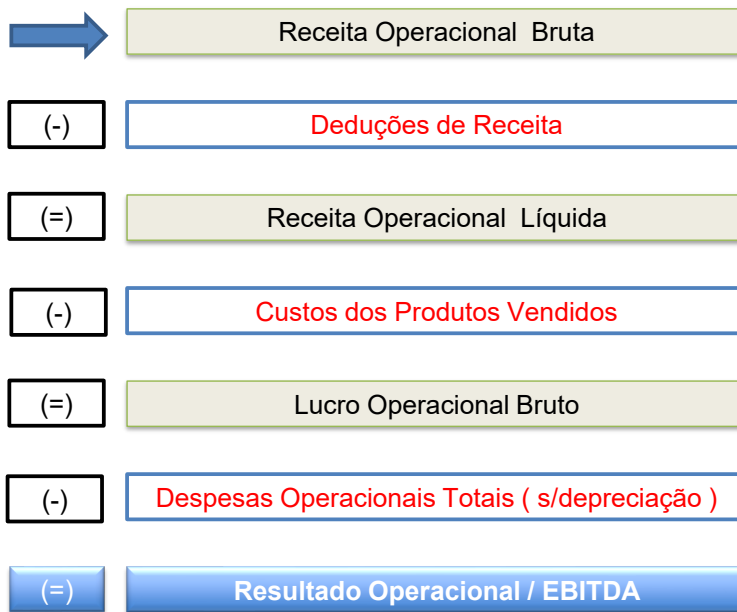 Receita Operacional Bruta
(-) Deduções de Receita
(=) Receita Operacional Líquida
(-) Custos dos Produtos Vendidos
(=) Lucro Operacional Bruto
(-) Despesas Operacionais Totais ( s/depreciação )
(=) Resultado Operacional / EBITDA